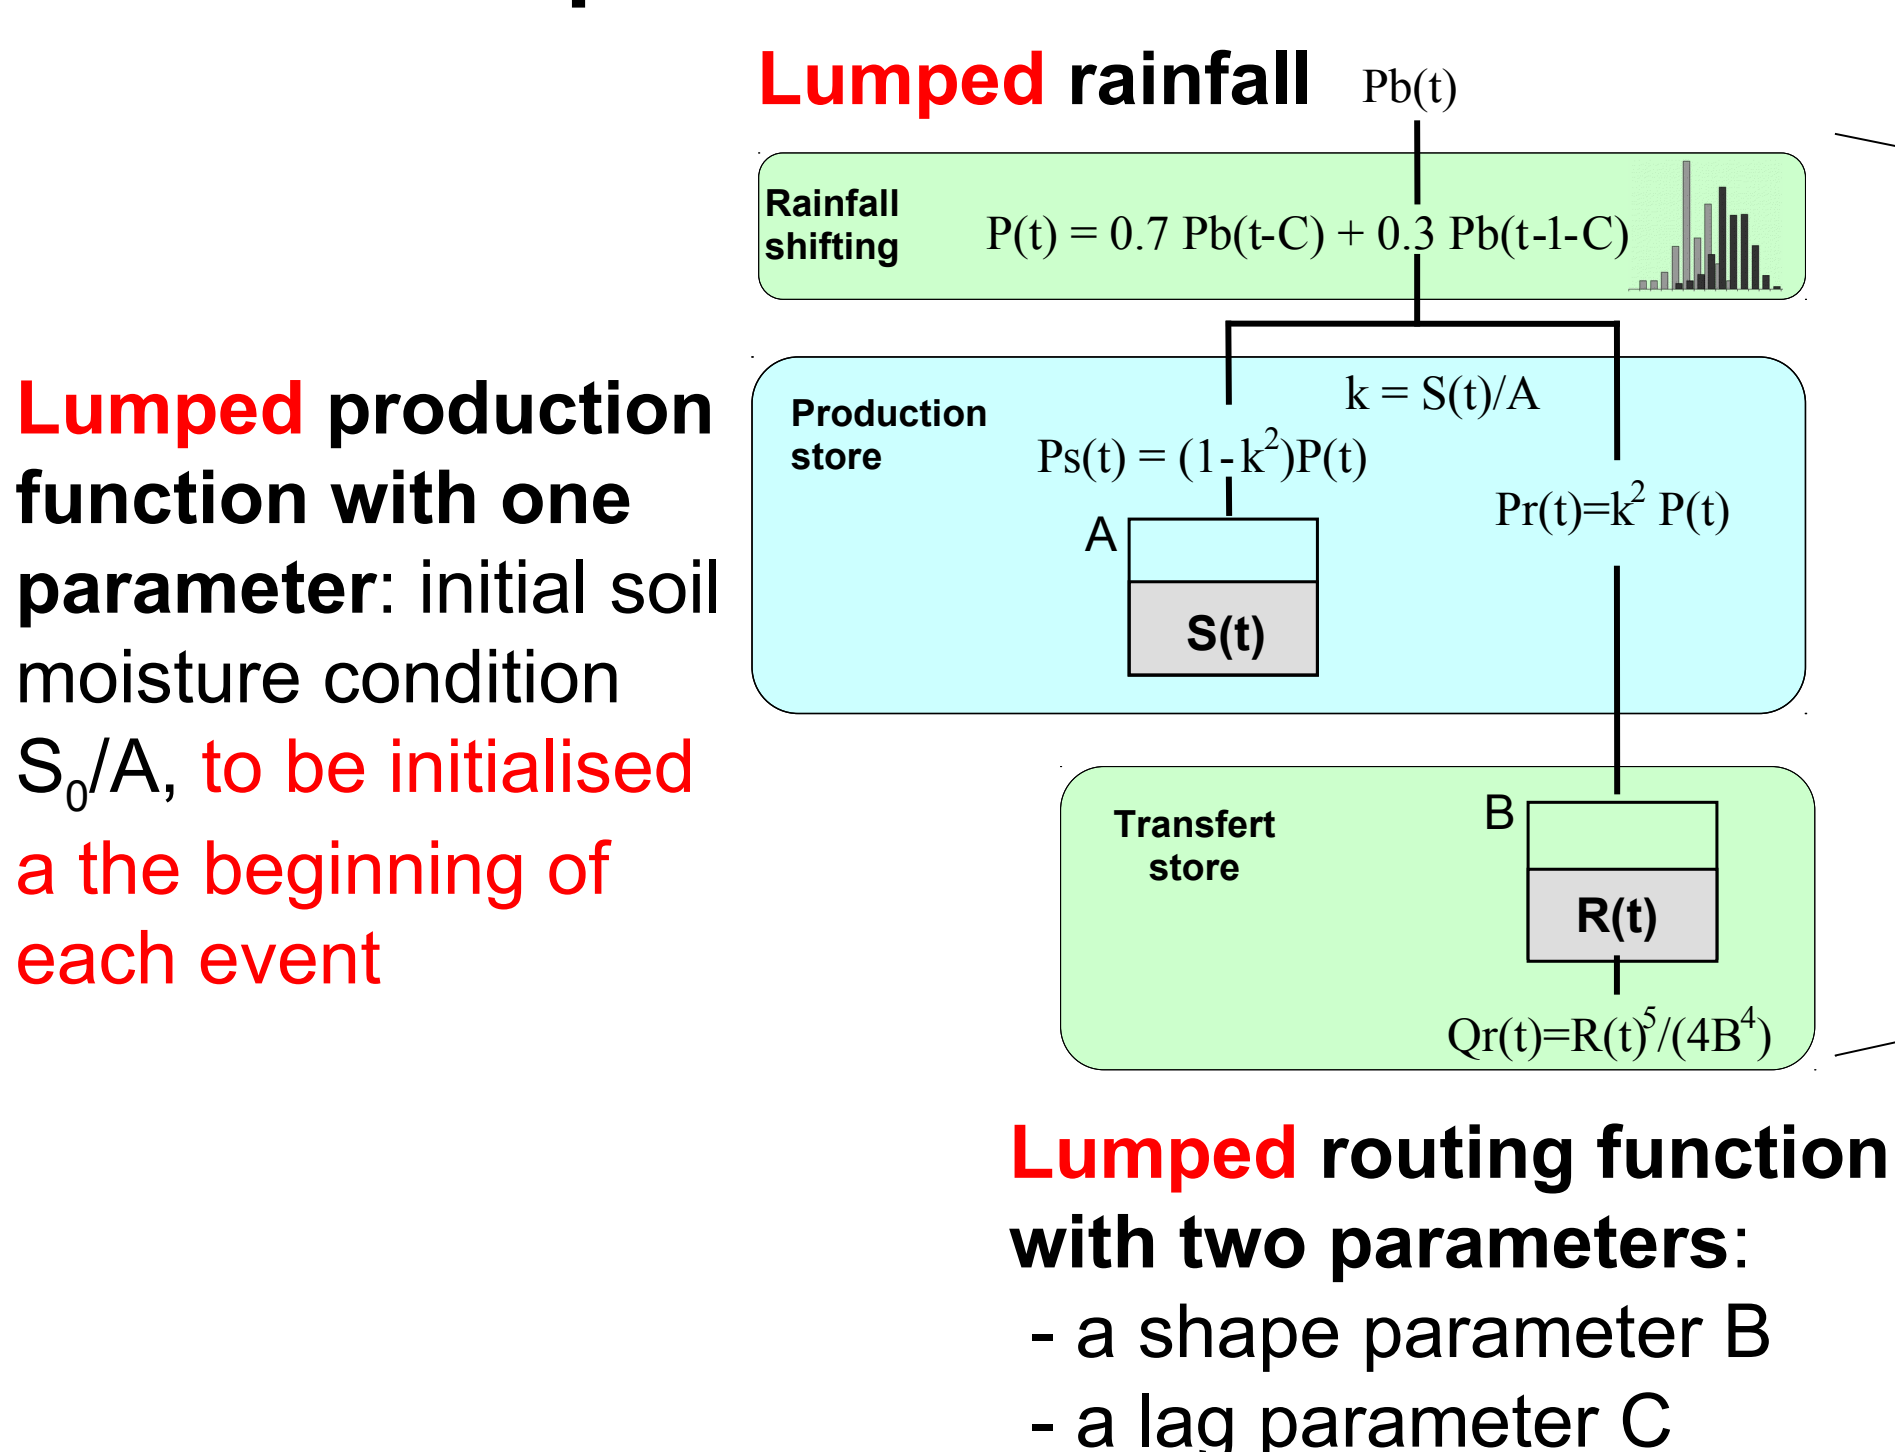 Lumped rainfall Pb(t)
Rainfall
shifting
P(t) = 0.7 Pb(t-C) + 0.3 Pb(t-1-C)
Lumped production
function with one
parameter: initial soil
moisture condition
S₀/A, to be initialised
a the beginning of
each event
Production
store
k = S(t)/A
Ps(t) = (1-k²)P(t)
Pr(t)=k² P(t)
A
S(t)
Transfert
store
B
R(t)
Qr(t)=R(t)⁵/(4B⁴)
Lumped routing function
with two parameters:
- a shape parameter B
- a lag parameter C